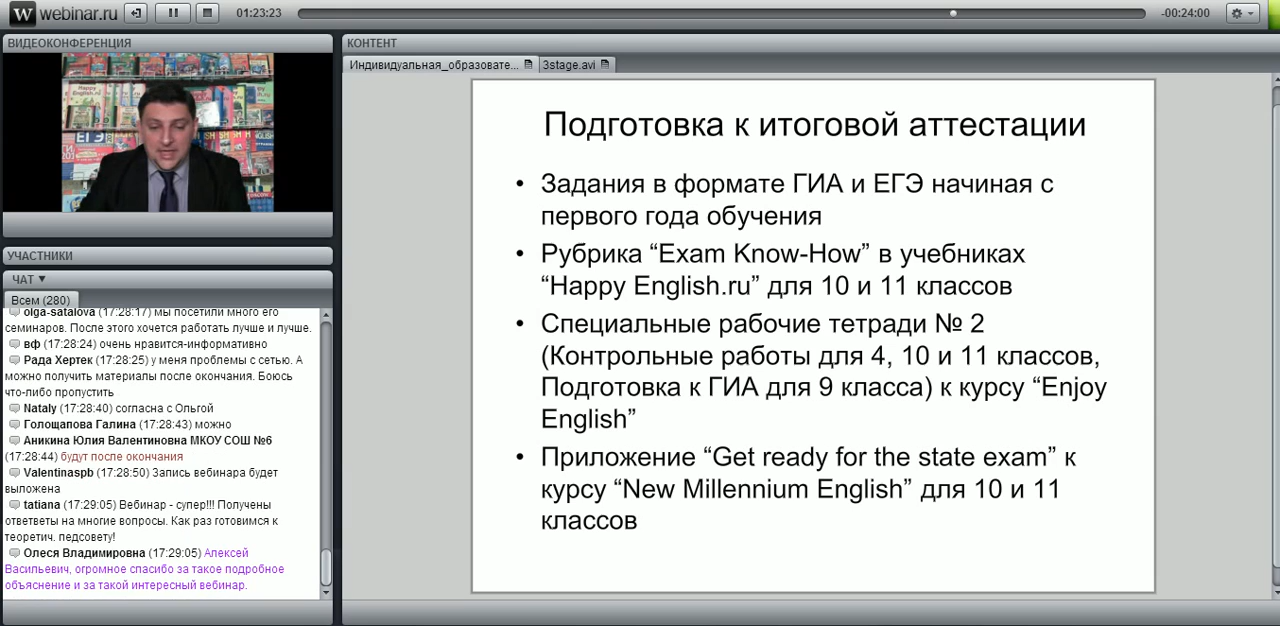 W webinar.ru
01:23:23
-00:24:00
ВИДЕОКОНФЕРЕНЦИЯ
Happy
English.ru
ЕГЭ
УЧАСТНИКИ
ЧАТ
Всем (280)
olga-satalova (17:28:17) мы посетили много его
семинаров. После этого хочется работать лучше и лучше.
вф (17:28:24) очень нравится-информативно
Рада Хертек (17:28:25) у меня проблемы с сетью. А
можно получить материалы после окончания. Боюсь
что-либо пропустить
Nataly (17:28:40) согласна с Ольгой
Голощапова Галина (17:28:43) можно
Аникина Юлия Валентиновна МКОУ СОШ №6
(17:28:44) будут после окончания
Valentinaspb (17:28:50) Запись вебинара будет
выложена
tatiana (17:29:05) Вебинар - супер!!! Получены
ответветы на многие вопросы. Как раз готовимся к
теоретич. педсовету!
Олеся Владимировна (17:29:05) Алексей
Васильевич, огромное спасибо за такое подробное
объяснение и за такой интересный вебинар.
КОНТЕНТ
Индивидуальная_образовате... 3stage.avi
Подготовка к итоговой аттестации
• Задания в формате ГИА и ЕГЭ начиная с
первого года обучения
• Рубрика “Exam Know-How” в учебниках
“Happy English.ru” для 10 и 11 классов
• Специальные рабочие тетради № 2
(Контрольные работы для 4, 10 и 11 классов,
Подготовка к ГИА для 9 класса) к курсу “Enjoy
English”
• Приложение “Get ready for the state exam” к
курсу “New Millennium English” для 10 и 11
классов